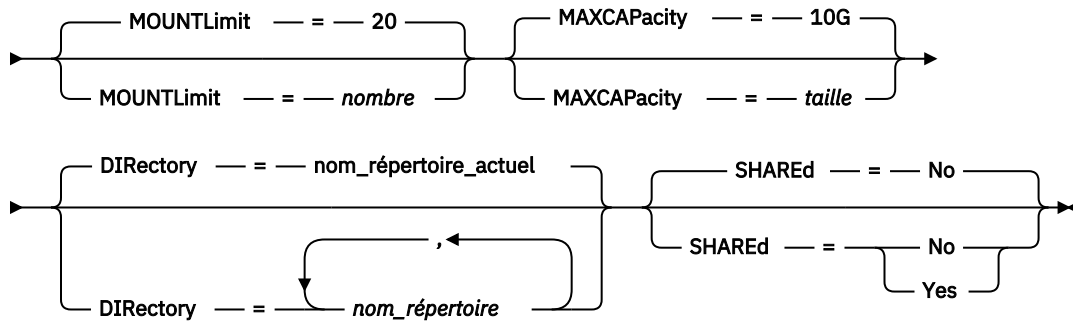 MOUNTLimit = 20 MAXCAPacity = 10G
MOUNTLimit = nombre MAXCAPacity = taille
DIRectory = nom_répertoire_actuel SHAREd = No
, SHAREd = No
Yes
DIRectory = nom_répertoire